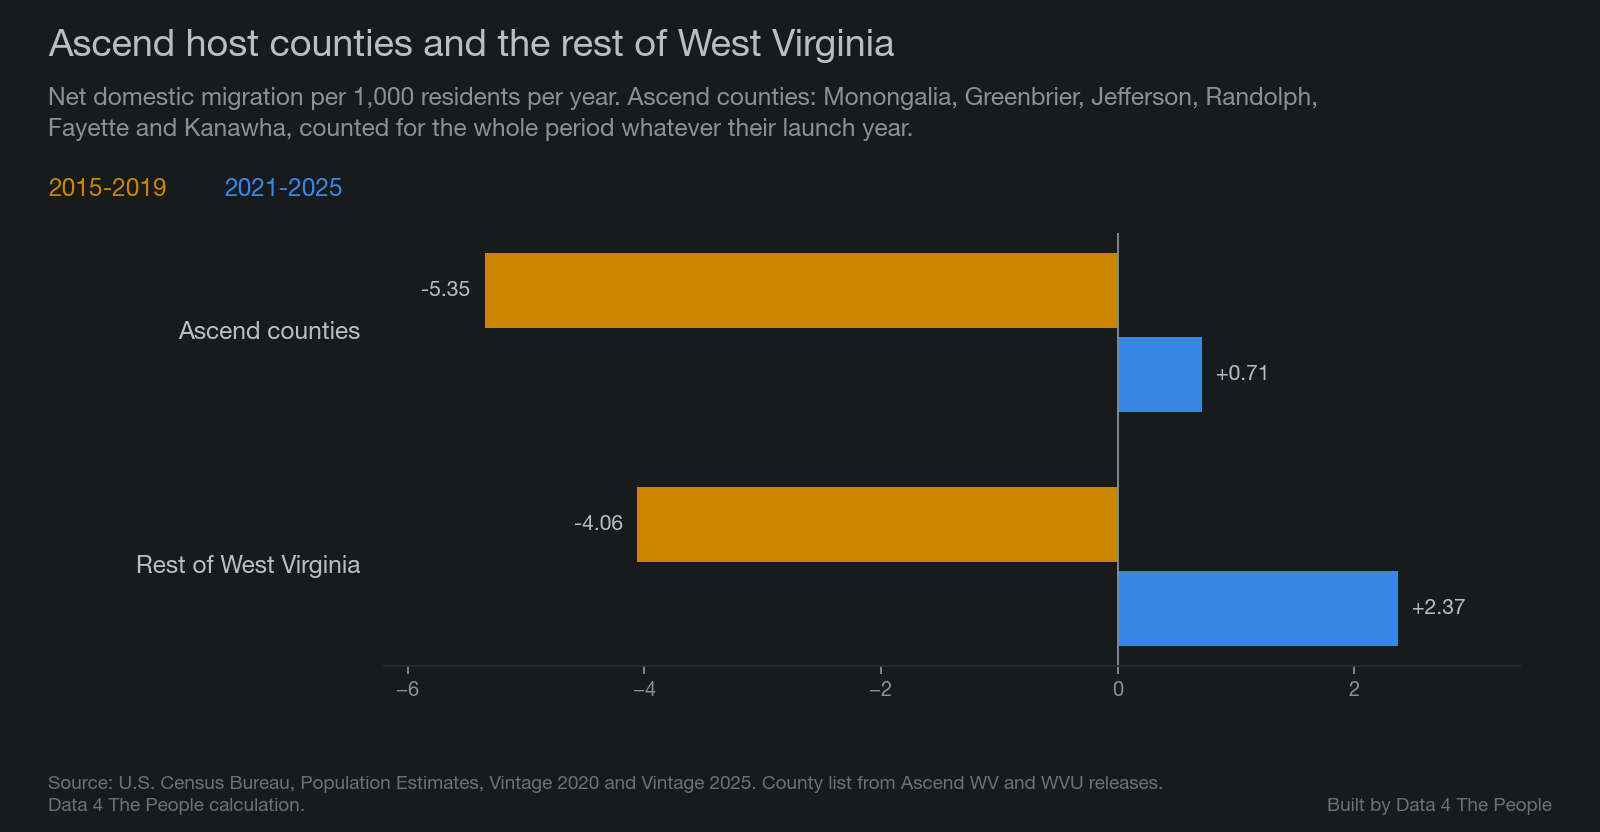 Ascend host counties and the rest of West Virginia
Net domestic migration per 1,000 residents per year. Ascend counties: Monongalia, Greenbrier, Jefferson, Randolph,
Fayette and Kanawha, counted for the whole period whatever their launch year.
2015-2019 2021-2025
-5.35
Ascend counties
+0.71
-4.06
Rest of West Virginia
+2.37
−6 −4 −2 0 2
Source: U.S. Census Bureau, Population Estimates, Vintage 2020 and Vintage 2025. County list from Ascend WV and WVU releases.
Data 4 The People calculation.
Built by Data 4 The People